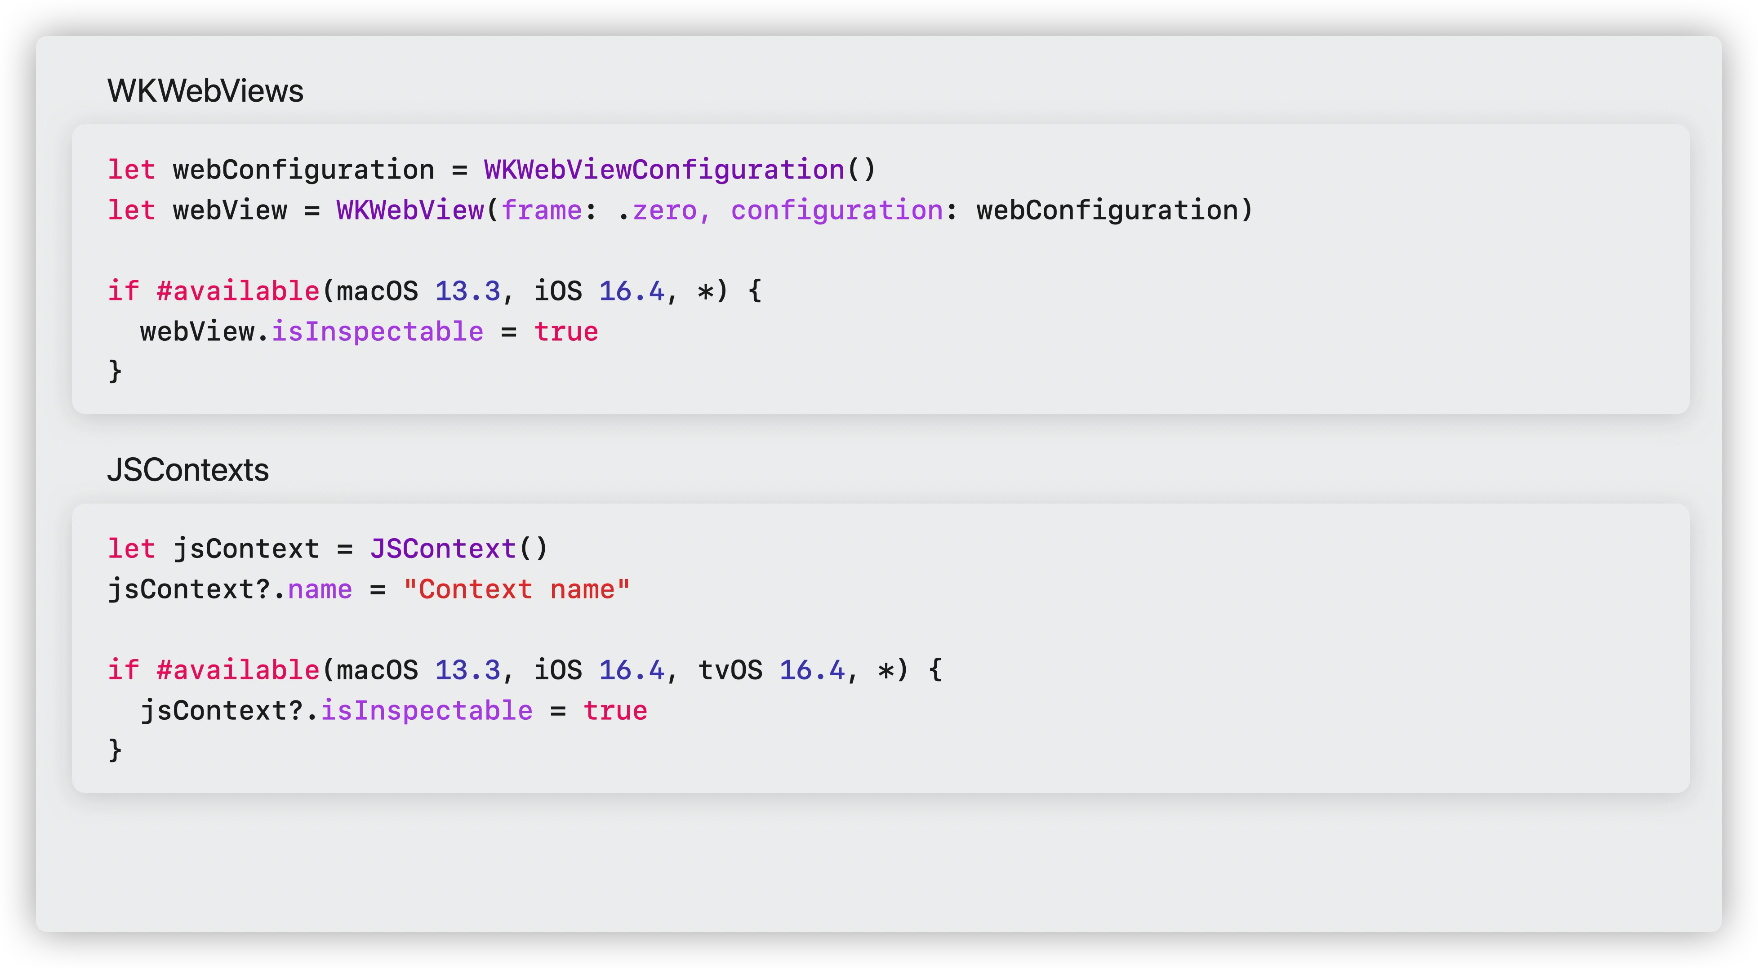 WKWebViews
let webConfiguration = WKWebViewConfiguration()
let webView = WKWebView(frame: .zero, configuration: webConfiguration)
if #available(macOS 13.3, iOS 16.4, *) {
  webView.isInspectable = true
}
JSContexts
let jsContext = JSContext()
jsContext?.name = "Context name"
if #available(macOS 13.3, iOS 16.4, tvOS 16.4, *) {
  jsContext?.isInspectable = true
}